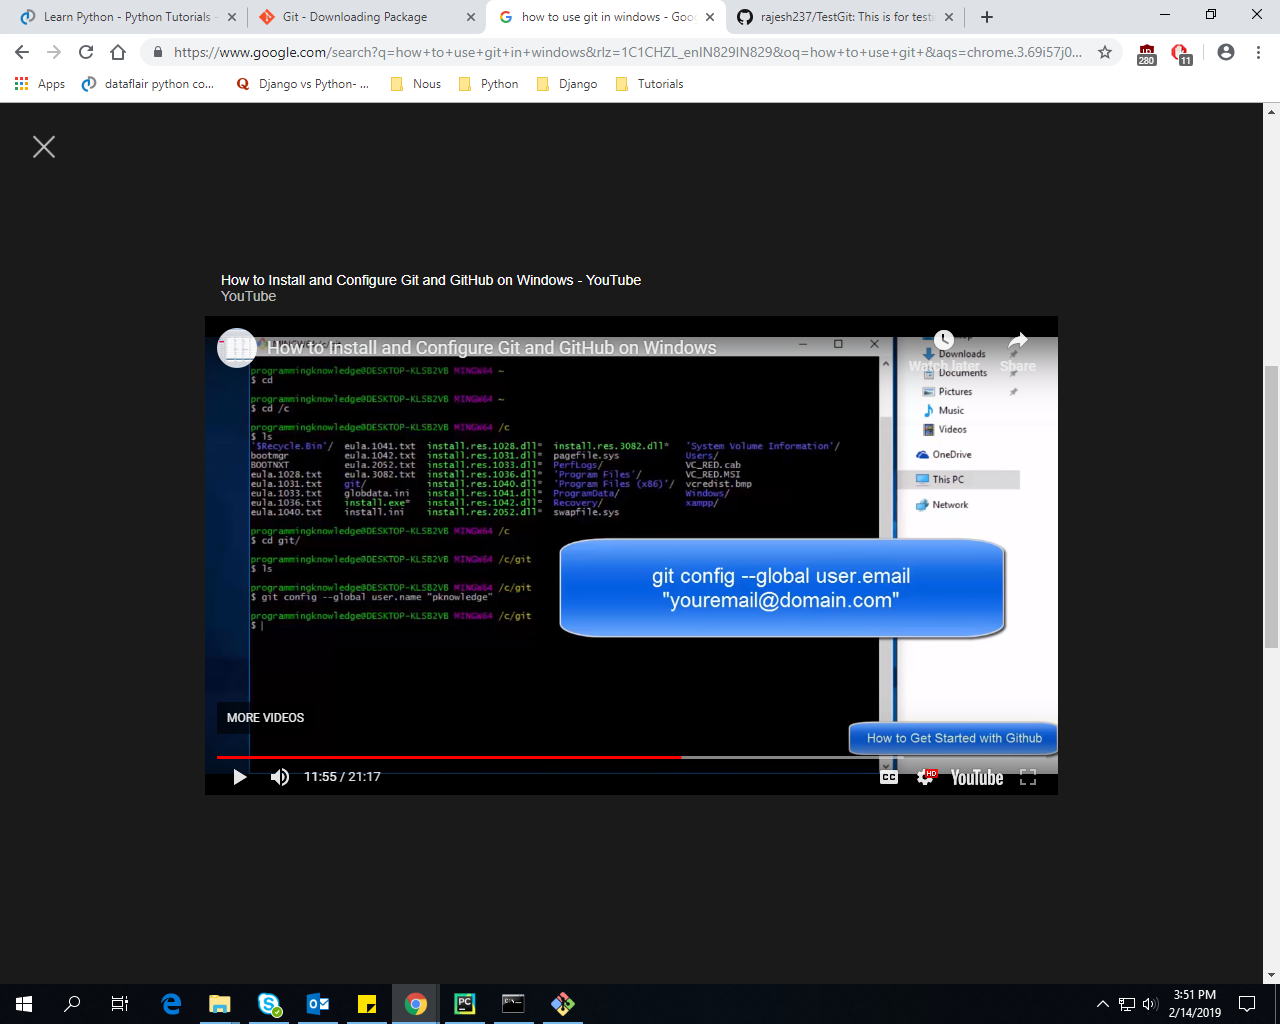 Learn Python - Python Tutorials -
Git - Downloading Package
how to use git in windows - Goo
rajesh237/TestGit: This is for testi
https://www.google.com/search?q=how+to+use+git+in+windows&rlz=1C1CHZL_enIN829IN829&oq=how+to+use+git+&aqs=chrome.3.69i57j0...
280
11
Apps
dataflair python co...
Django vs Python- ...
Nous
Python
Django
Tutorials
How to Install and Configure Git and GitHub on Windows - YouTube
YouTube
How to Install and Configure Git and GitHub on Windows
Watch later
Share
programmingknowledge@DESKTOP-KL5B2VB MINGW64 ~
$ cd
programmingknowledge@DESKTOP-KL5B2VB MINGW64 ~
$ cd /c
programmingknowledge@DESKTOP-KL5B2VB MINGW64 /c
$ ls
'$Recycle.Bin'/ eula.1041.txt install.res.1028.dll* install.res.3082.dll* 'System Volume Information'/
bootmgr eula.1042.txt install.res.1031.dll* pagefile.sys Users/
BOOTNXT eula.2052.txt install.res.1033.dll* PerfLogs/ VC_RED.cab
eula.1028.txt eula.3082.txt install.res.1036.dll* 'Program Files'/ VC_RED.MSI
eula.1031.txt git/ install.res.1040.dll* 'Program Files (x86)'/ vcredist.bmp
eula.1033.txt globdata.ini install.res.1041.dll* ProgramData/ Windows/
eula.1036.txt install.exe* install.res.1042.dll* Recovery/ xampp/
eula.1040.txt install.ini install.res.2052.dll* swapfile.sys
programmingknowledge@DESKTOP-KL5B2VB MINGW64 /c
$ cd git/
programmingknowledge@DESKTOP-KL5B2VB MINGW64 /c/git
$ ls
programmingknowledge@DESKTOP-KL5B2VB MINGW64 /c/git
$ git config --global user.name "pknowledge"
programmingknowledge@DESKTOP-KL5B2VB MINGW64 /c/git
$
Downloads
Documents
Pictures
Music
Videos
OneDrive
This PC
Network
git config --global user.email
"youremail@domain.com"
MORE VIDEOS
How to Get Started with Github
11:55 / 21:17
CC
HD
YouTube
3:51 PM
2/14/2019